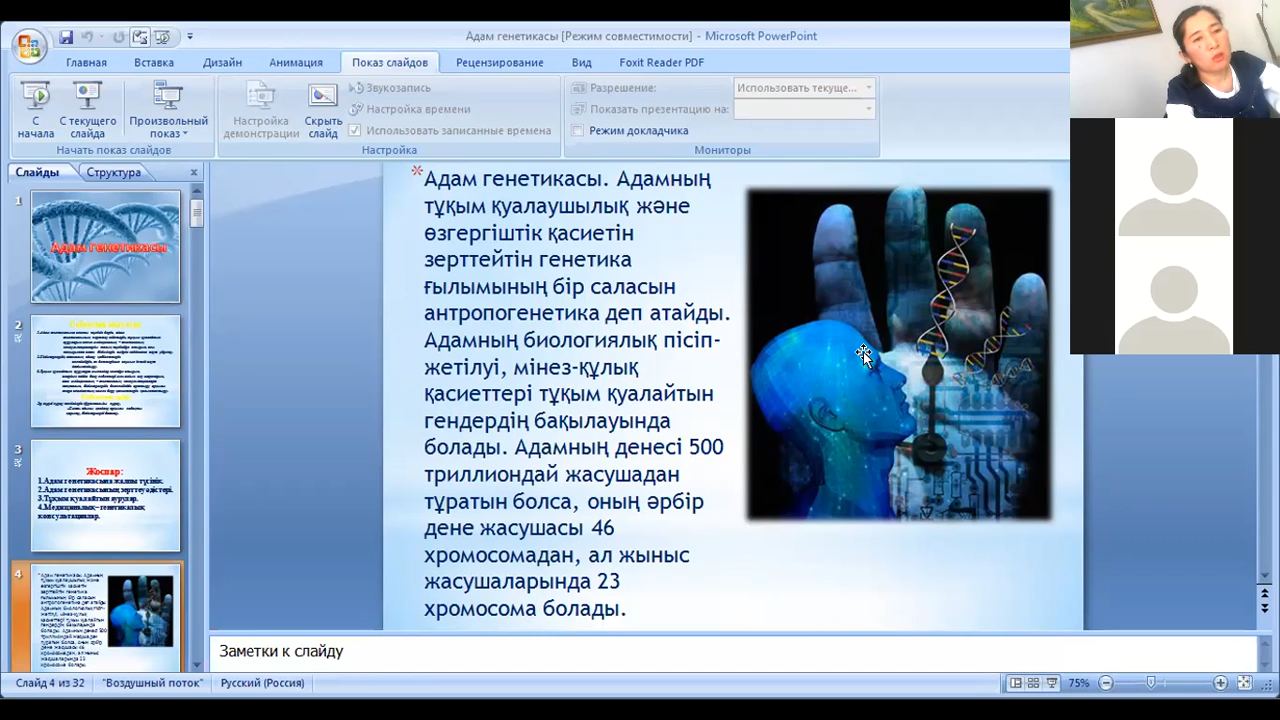 Адам генетикасы [Режим совместимости] - Microsoft PowerPoint
Главная Вставка Дизайн Анимация Показ слайдов Рецензирование Вид Foxit Reader PDF
С начала
С текущего слайда
Произвольный показ
Начать показ слайдов
Настройка демонстрации
Скрыть слайд
Звукозапись
Настройка времени
Использовать записанные времена
Настройка
Разрешение: Использовать текуще...
Показать презентацию на:
Режим докладчика
Мониторы
Слайды Структура
1
Адам генетикасы
2
3
Жоспар:
1.Адам генетикасына жалпы түсінік.
2.Адам генетикасының зерттеу әдістері.
3.Тұқым қуалайтын аурулар.
4.Медициналық – генетикалық
консультациялар.
4
Адам генетикасы. Адамның
тұқым қуалаушылық және
өзгергіштік қасиетін
зерттейтін генетика
ғылымының бір саласын
антропогенетика деп атайды.
Адамның биологиялық пісіп-
жетілуі, мінез-құлық
қасиеттері тұқым қуалайтын
гендердің бақылауында
болады. Адамның денесі 500
триллиондай жасушадан
тұратын болса, оның әрбір
дене жасушасы 46
хромосомадан, ал жыныс
жасушаларында 23
хромосома болады.
Заметки к слайду
Слайд 4 из 32 "Воздушный поток" Русский (Россия) 75%